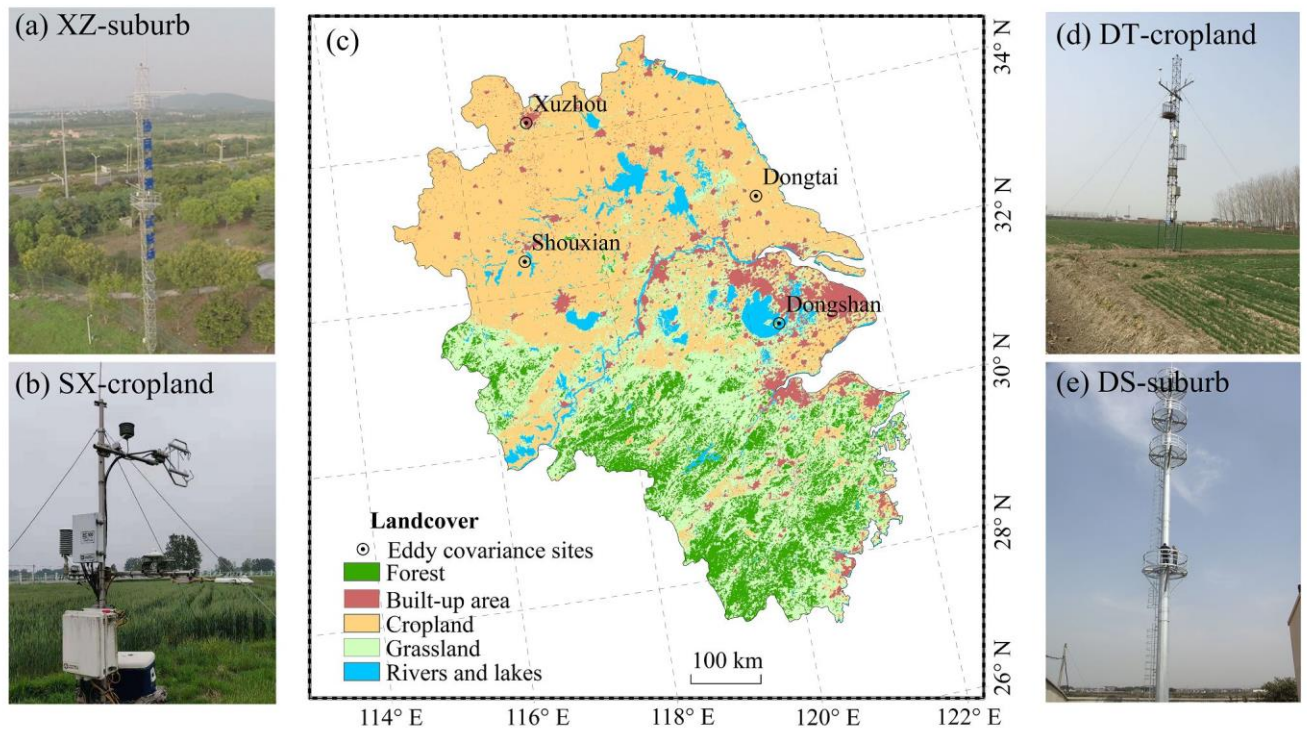 (a) XZ-suburb
(b) SX-cropland
(c)
Xuzhou
Dongtai
Shouxian
Dongshan
Landcover
Eddy covariance sites
Forest
Built-up area
Cropland
Grassland
Rivers and lakes
100 km
114° E
116° E
118° E
120° E
122° E
34° N
32° N
30° N
28° N
26° N
(d) DT-cropland
(e) DS-suburb